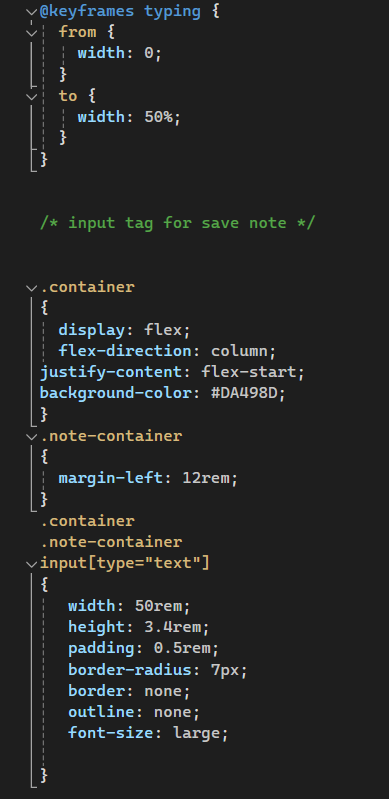 @keyframes typing {
  from {
    width: 0;
  }
  to {
    width: 50%;
  }
}
/* input tag for save note */
.container
{
  display: flex;
  flex-direction: column;
justify-content: flex-start;
background-color: #DA498D;
}
.note-container
{
  margin-left: 12rem;
}
.container
.note-container
input[type="text"]
{
   width: 50rem;
   height: 3.4rem;
   padding: 0.5rem;
   border-radius: 7px;
   border: none;
   outline: none;
   font-size: large;
}